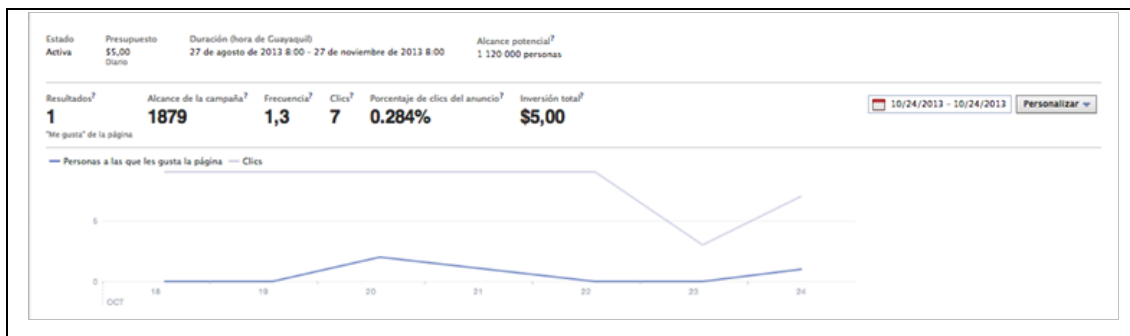 Estado Presupuesto Duración (hora de Guayaquil) Alcance potencial?
Activa $5,00 27 de agosto de 2013 8:00 - 27 de noviembre de 2013 8:00 1 120 000 personas
Diario
Resultados? Alcance de la campaña? Frecuencia? Clics? Porcentaje de clics del anuncio? Inversión total?
1 1879 1,3 7 0.284% $5,00
10/24/2013 - 10/24/2013 Personalizar
"Me gusta" de la página
Personas a las que les gusta la página Clics
5
0
18 19 20 21 22 23 24
OCT